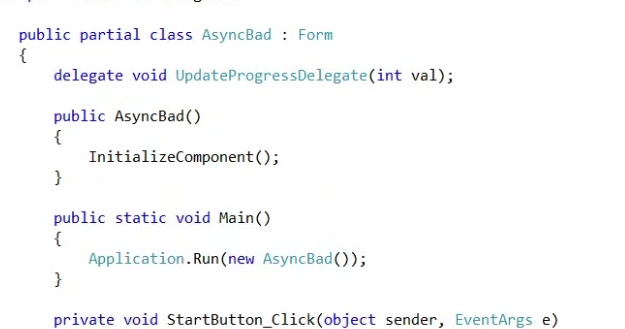 public partial class AsyncBad : Form
{
delegate void UpdateProgressDelegate(int val);
public AsyncBad()
{
InitializeComponent();
}
public static void Main()
{
Application.Run(new AsyncBad());
}
private void StartButton_Click(object sender, EventArgs e)